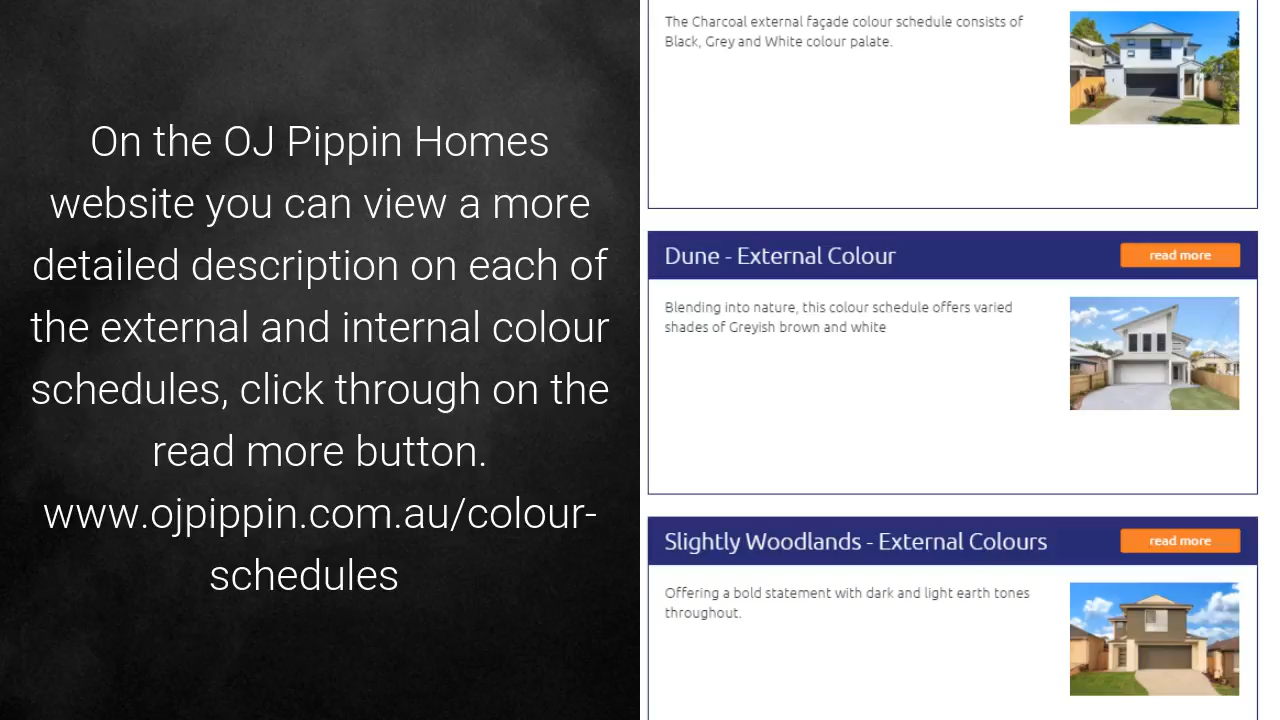 On the OJ Pippin Homes
website you can view a more
detailed description on each of
the external and internal colour
schedules, click through on the
read more button.
www.ojpippin.com.au/colour-
schedules
The Charcoal external façade colour schedule consists of
Black, Grey and White colour palate.
Dune - External Colour
read more
Blending into nature, this colour schedule offers varied
shades of Greyish brown and white
Slightly Woodlands - External Colours
read more
Offering a bold statement with dark and light earth tones
throughout.